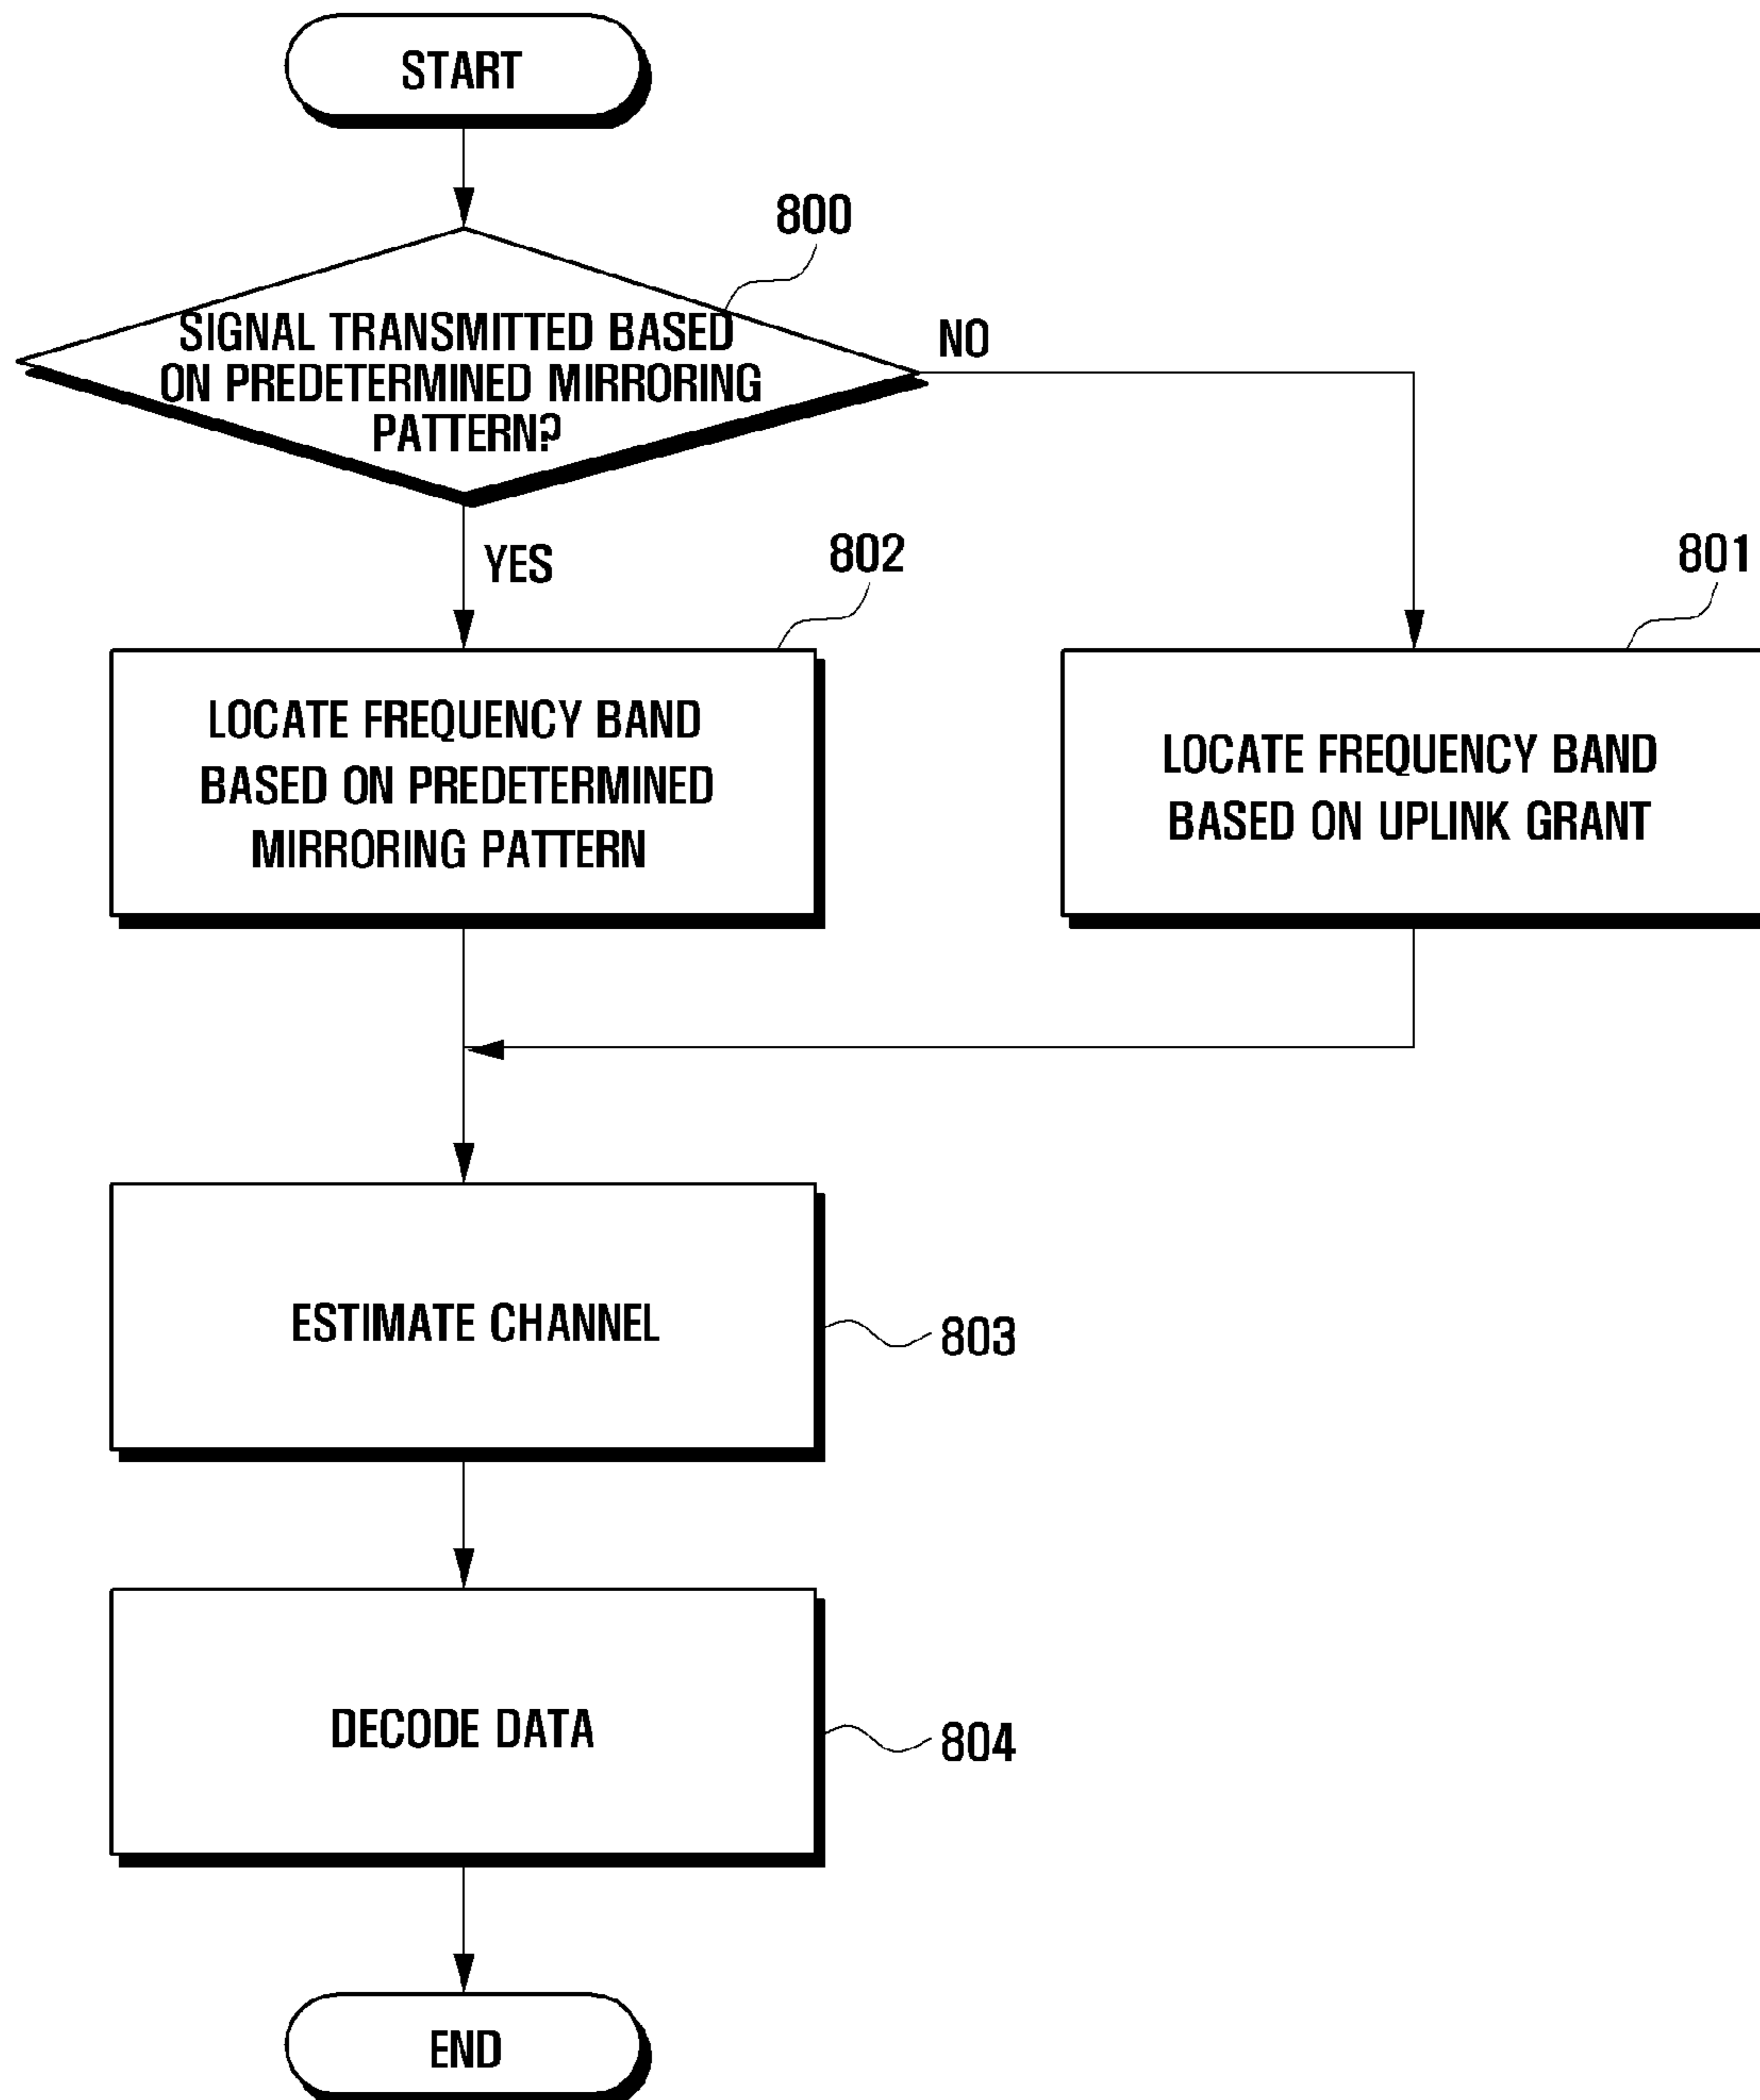 START
800
SIGNAL TRANSMITTED BASED
ON PREDETERMINED MIRRORING
PATTERN?
NO
YES
802
801
LOCATE FREQUENCY BAND
BASED ON PREDETERMINED
MIRRORING PATTERN
LOCATE FREQUENCY BAND
BASED ON UPLINK GRANT
ESTIMATE CHANNEL
803
DECODE DATA
804
END